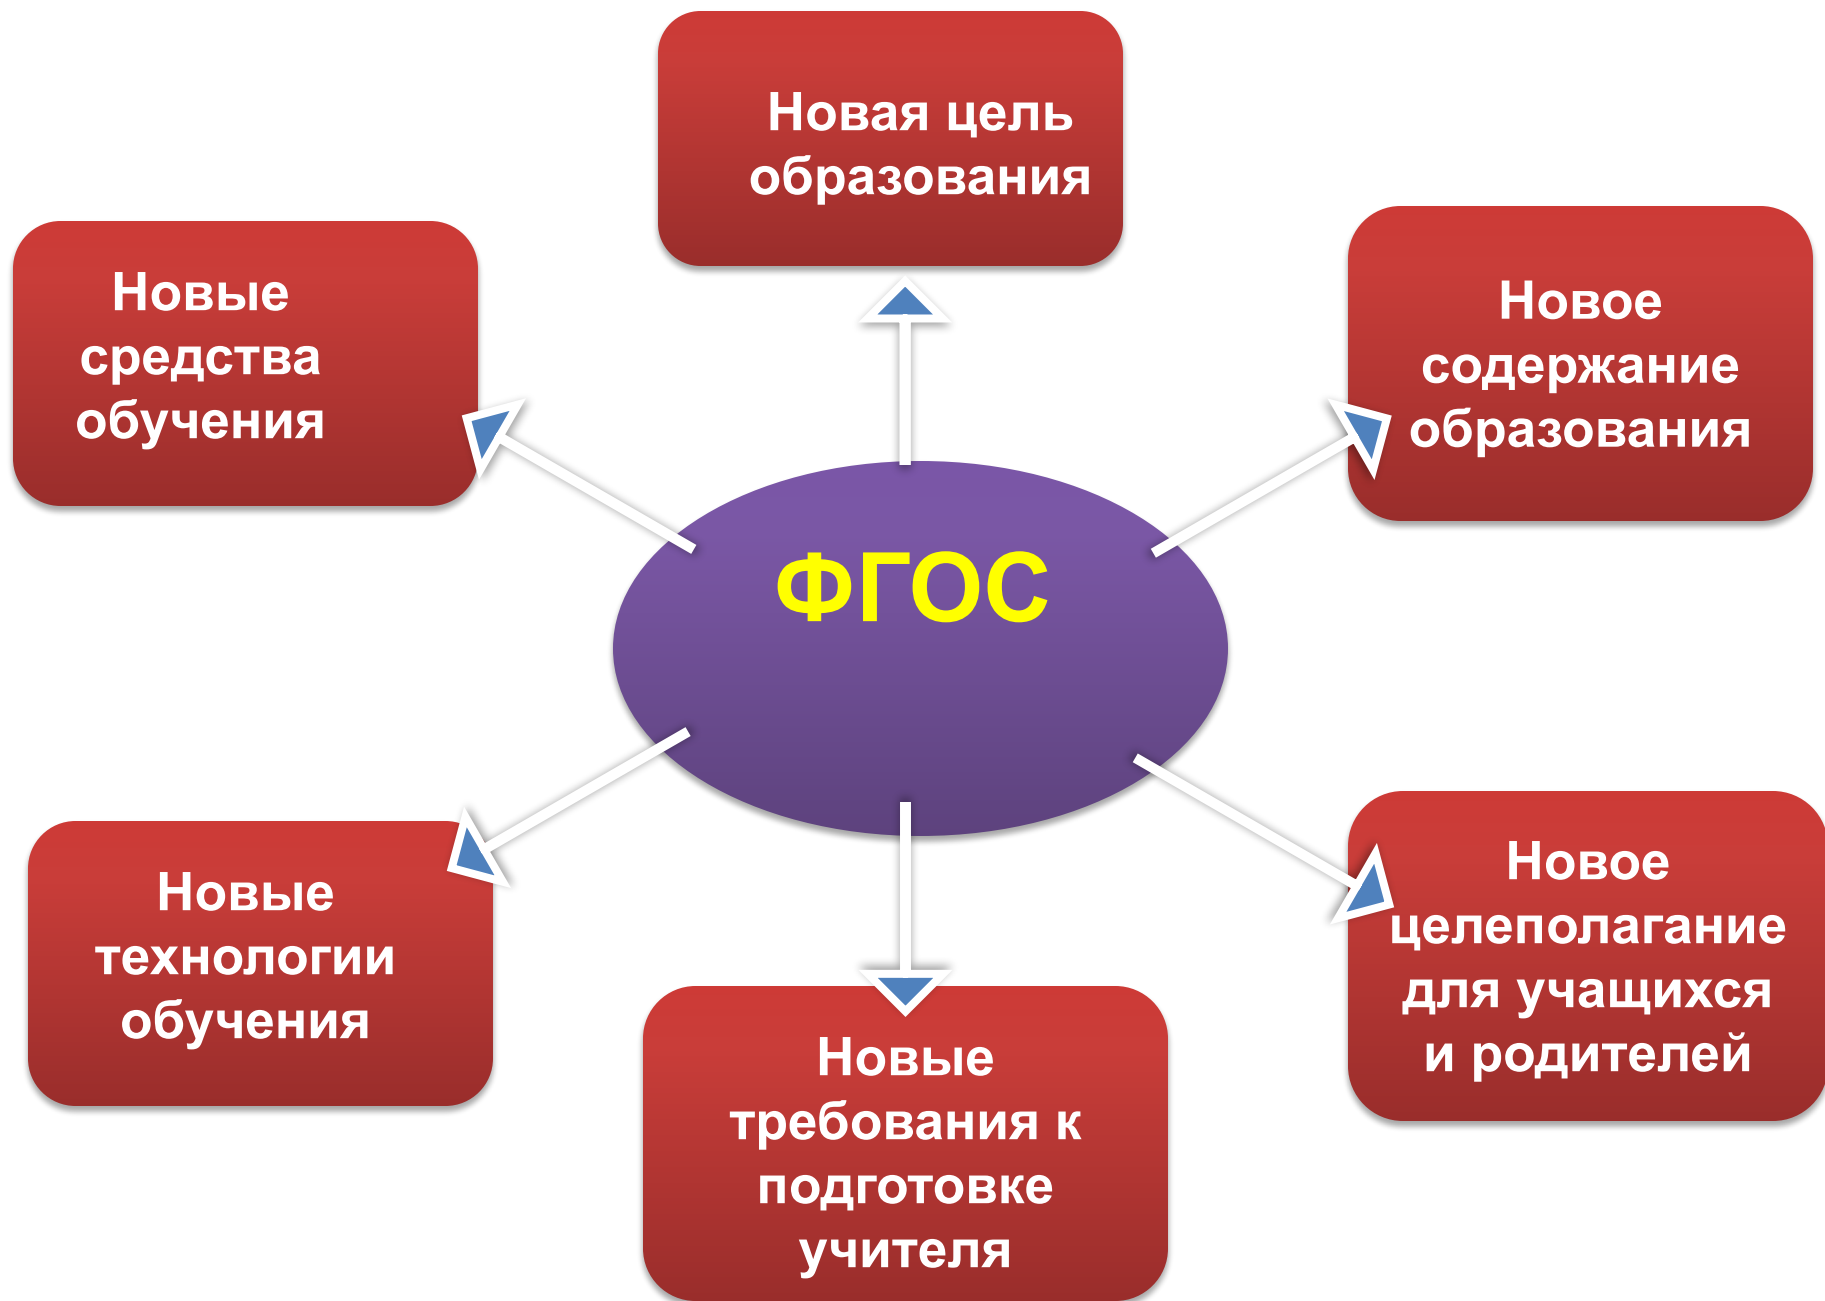 Новая цель
образования
Новые
средства
обучения
Новое
содержание
образования
ФГОС
Новые
технологии
обучения
Новое
целеполагание
для учащихся
и родителей
Новые
требования к
подготовке
учителя